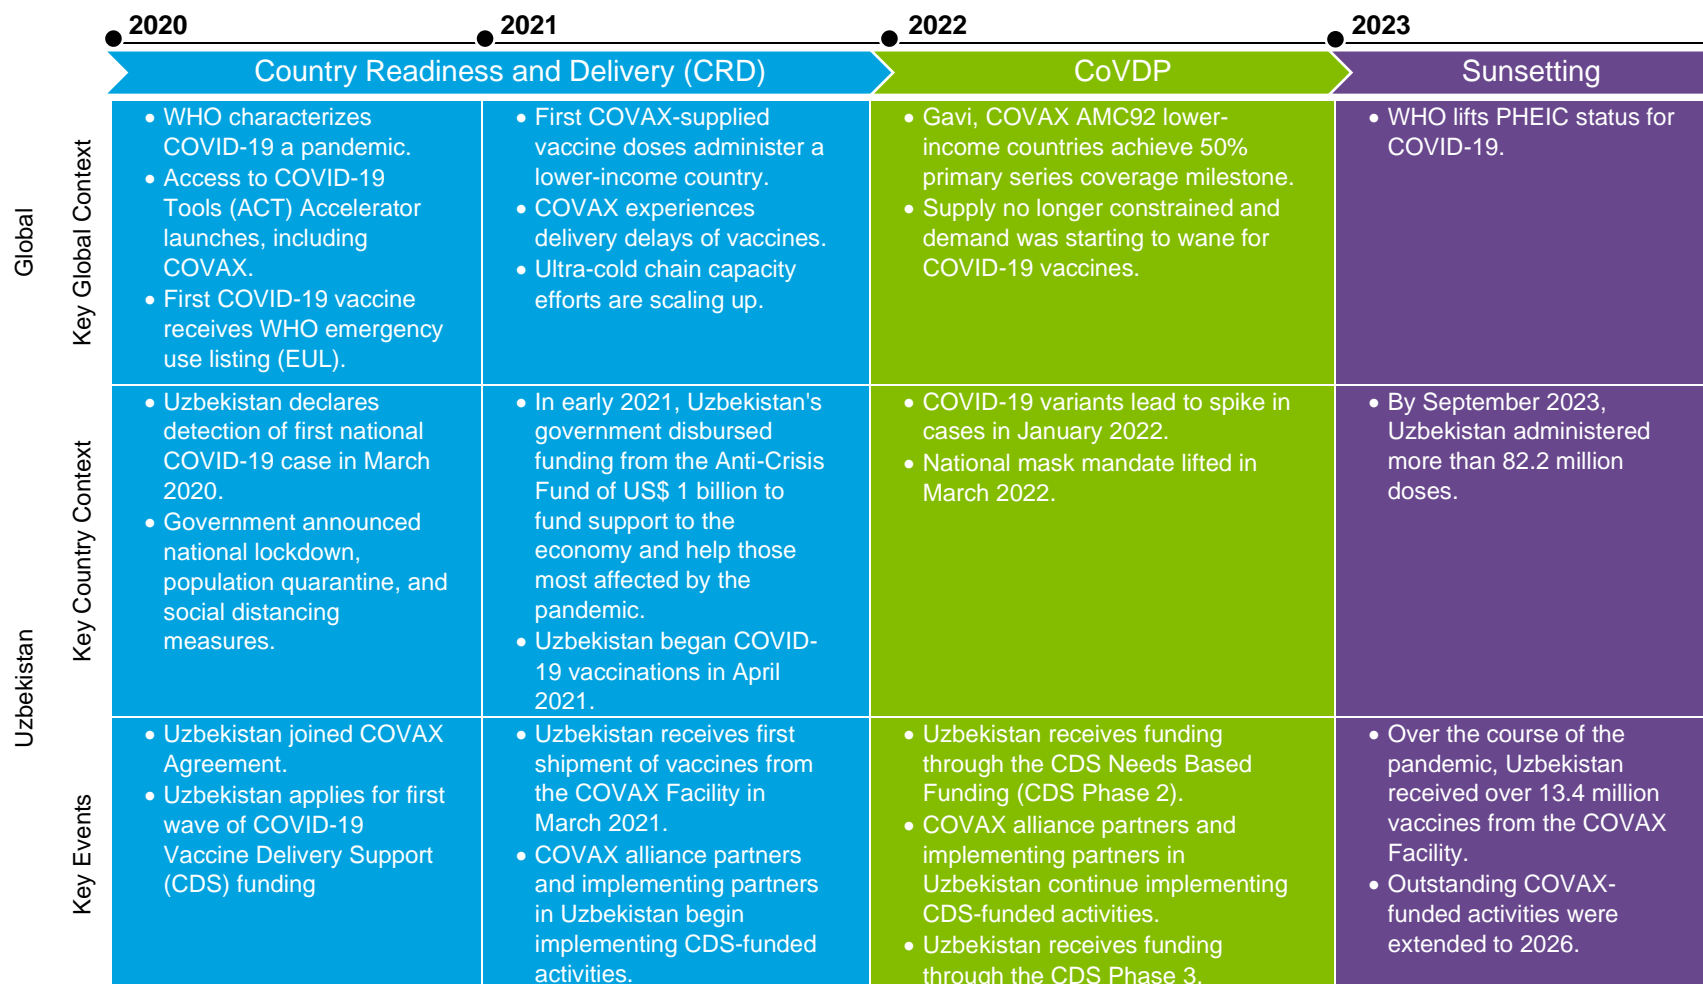 2020
2021
2022
2023
Country Readiness and Delivery (CRD)
CoVDP
Sunsetting
Global
Key Global Context
• WHO characterizes
COVID-19 a pandemic.
• Access to COVID-19
Tools (ACT) Accelerator
launches, including
COVAX.
• First COVID-19 vaccine
receives WHO emergency
use listing (EUL).
• First COVAX-supplied
vaccine doses administer a
lower-income country.
• COVAX experiences
delivery delays of vaccines.
• Ultra-cold chain capacity
efforts are scaling up.
• Gavi, COVAX AMC92 lower-
income countries achieve 50%
primary series coverage milestone.
• Supply no longer constrained and
demand was starting to wane for
COVID-19 vaccines.
• WHO lifts PHEIC status for
COVID-19.
Uzbekistan
Key Country Context
• Uzbekistan declares
detection of first national
COVID-19 case in March
2020.
• Government announced
national lockdown,
population quarantine, and
social distancing
measures.
• In early 2021, Uzbekistan's
government disbursed
funding from the Anti-Crisis
Fund of US$ 1 billion to
fund support to the
economy and help those
most affected by the
pandemic.
• Uzbekistan began COVID-
19 vaccinations in April
2021.
• COVID-19 variants lead to spike in
cases in January 2022.
• National mask mandate lifted in
March 2022.
• By September 2023,
Uzbekistan administered
more than 82.2 million
doses.
Key Events
• Uzbekistan joined COVAX
Agreement.
• Uzbekistan applies for first
wave of COVID-19
Vaccine Delivery Support
(CDS) funding
• Uzbekistan receives first
shipment of vaccines from
the COVAX Facility in
March 2021.
• COVAX alliance partners
and implementing partners
in Uzbekistan begin
implementing CDS-funded
activities.
• Uzbekistan receives funding
through the CDS Needs Based
Funding (CDS Phase 2).
• COVAX alliance partners and
implementing partners in
Uzbekistan continue implementing
CDS-funded activities.
• Uzbekistan receives funding
through the CDS Phase 3.
• Over the course of the
pandemic, Uzbekistan
received over 13.4 million
vaccines from the COVAX
Facility.
• Outstanding COVAX-
funded activities were
extended to 2026.